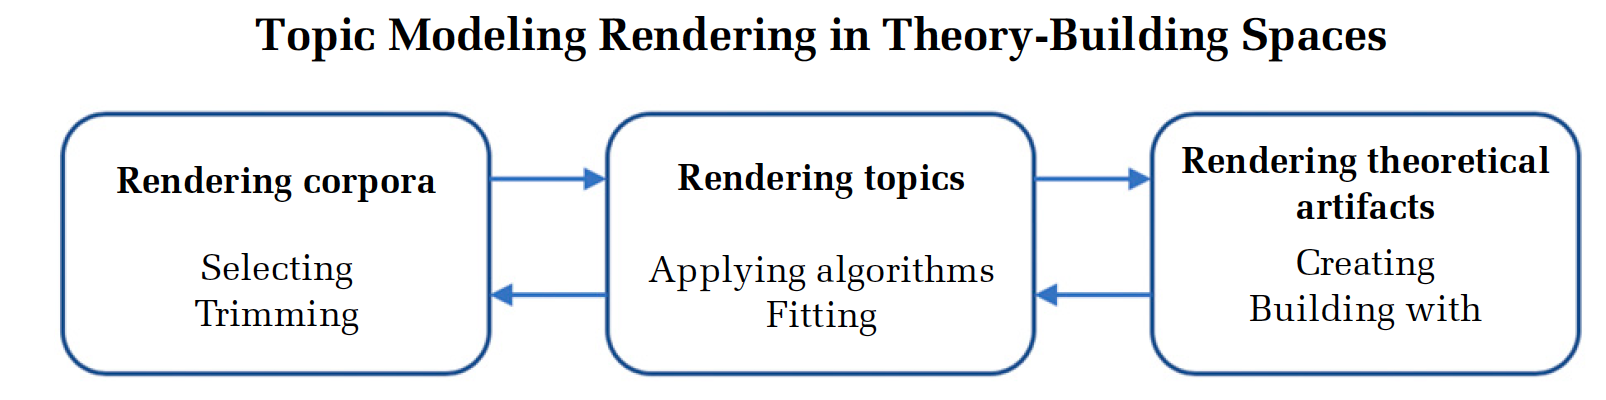 Topic Modeling Rendering in Theory-Building Spaces
Rendering corpora
Selecting
Trimming
Rendering topics
Applying algorithms
Fitting
Rendering theoretical
artifacts
Creating
Building with